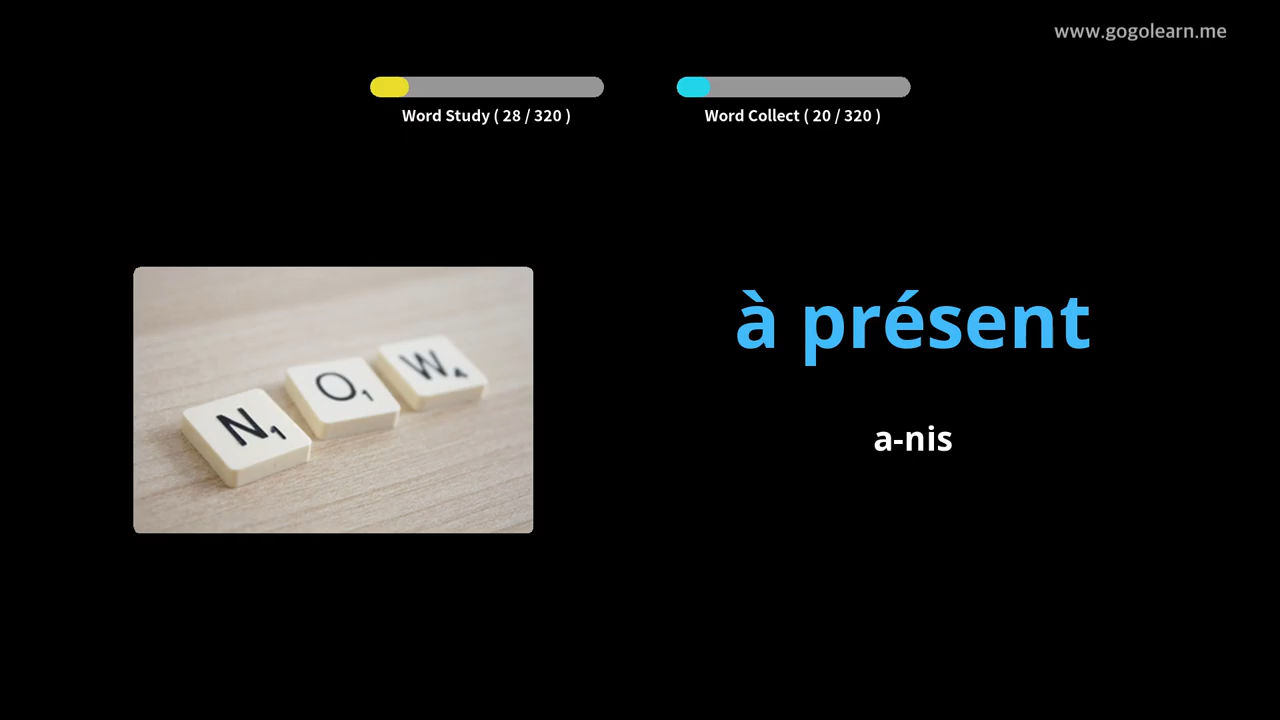 www.gogolearn.me
Word Study ( 28 / 320 )
Word Collect ( 20 / 320 )
à présent
a-nis
N1 O1 W4